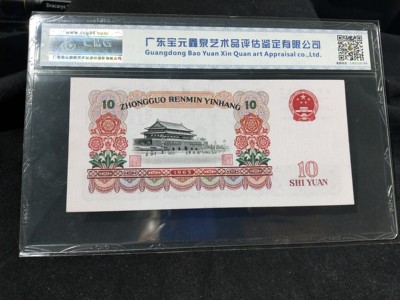 CNG
广东宝元鑫泉艺术品评估鉴定有限公司
Guangdong Bao Yuan Xin Quan art Appraisal co.,Ltd.
10 ZHONGGUO RENMIN YINHANG 10
1965
10
SHI YUAN